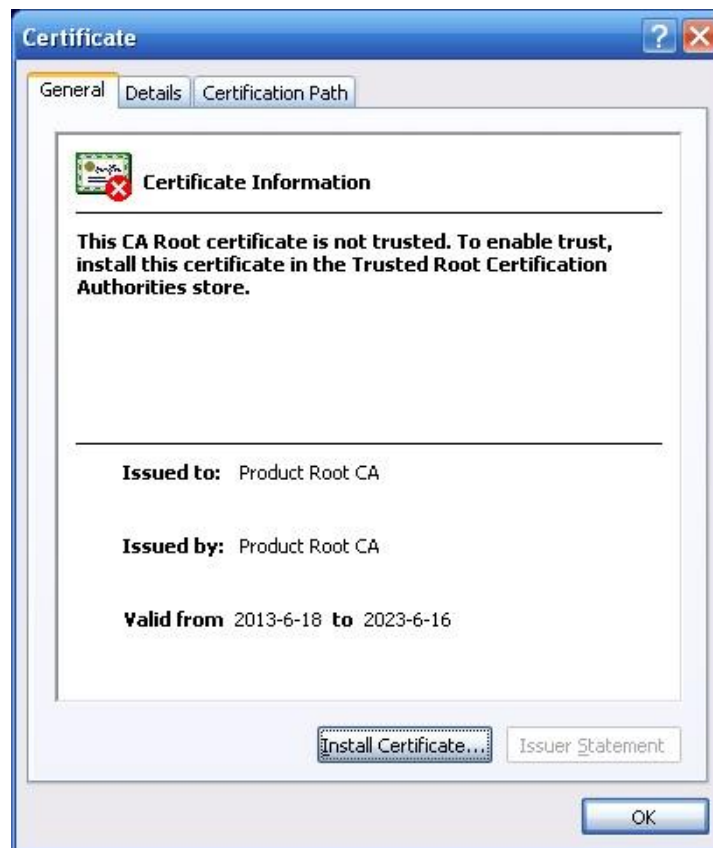 Certificate
General Details Certification Path
Certificate Information
This CA Root certificate is not trusted. To enable trust,
install this certificate in the Trusted Root Certification
Authorities store.
Issued to: Product Root CA
Issued by: Product Root CA
Valid from 2013-6-18 to 2023-6-16
Install Certificate... Issuer Statement
OK